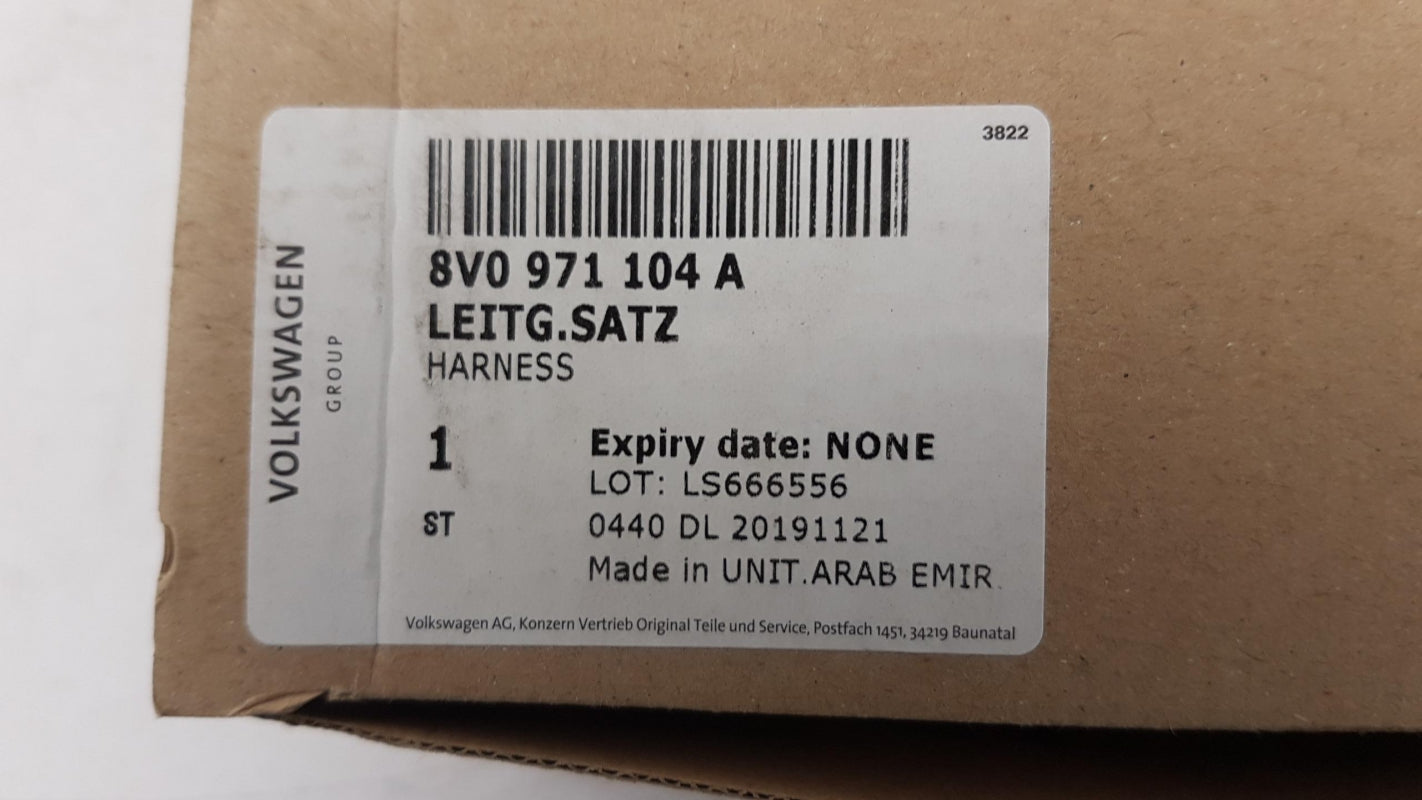 3822
8V0 971 104 A
LEITG.SATZ
HARNESS
1
Expiry date: NONE
LOT: LS666556
ST
0440 DL 20191121
Made in UNIT.ARAB EMIR.
Volkswagen AG, Konzern Vertrieb Original Teile und Service, Postfach 1451, 34219 Baunatal
VOLKSWAGEN
GROUP